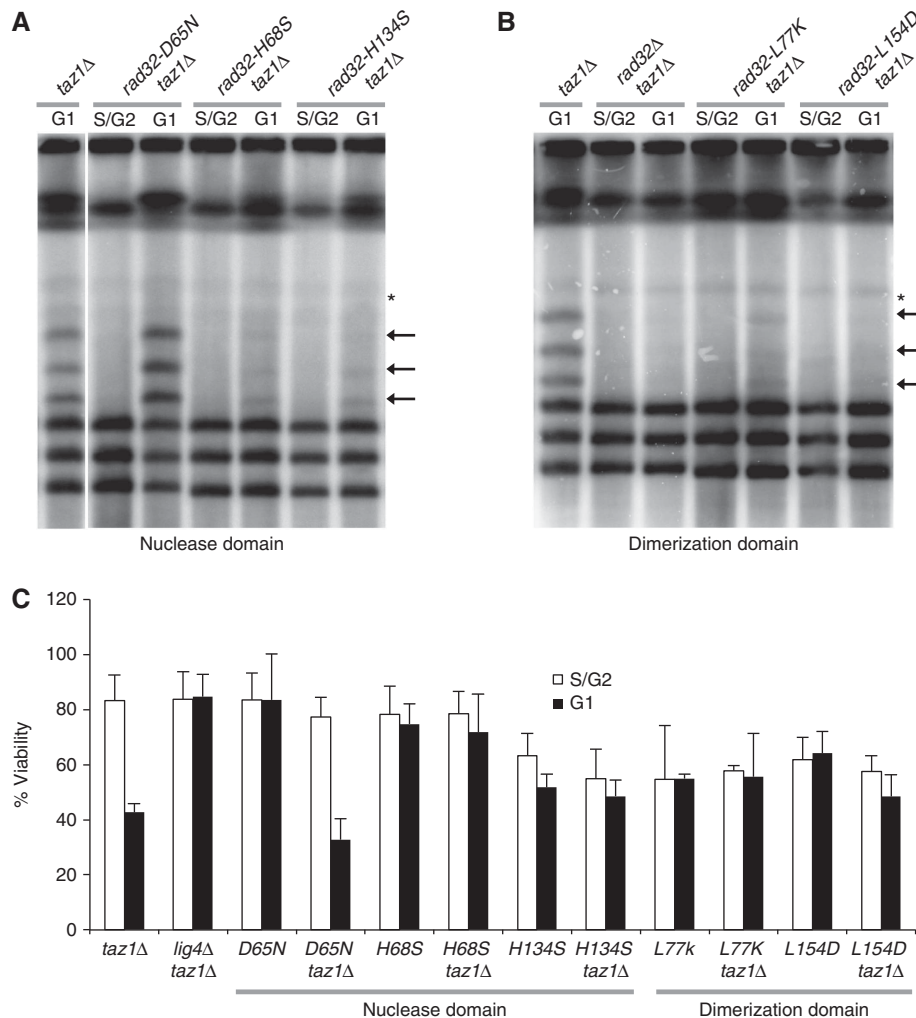 A
taz1Δ
rad32-D65N
taz1Δ
rad32-H68S
taz1Δ
rad32-H134S
taz1Δ
G1 S/G2 G1 S/G2 G1 S/G2 G1
*
Nuclease domain
B
taz1Δ
rad32Δ
taz1Δ
rad32-L77K
taz1Δ
rad32-L154D
taz1Δ
G1 S/G2 G1 S/G2 G1 S/G2 G1
*
Dimerization domain
C
% Viability
120
100
80
60
40
20
0
S/G2
G1
taz1Δ lig4Δ D65N D65N H68S H68S H134S H134S L77k L77K L154D L154D
taz1Δ taz1Δ taz1Δ taz1Δ taz1Δ taz1Δ
Nuclease domain Dimerization domain